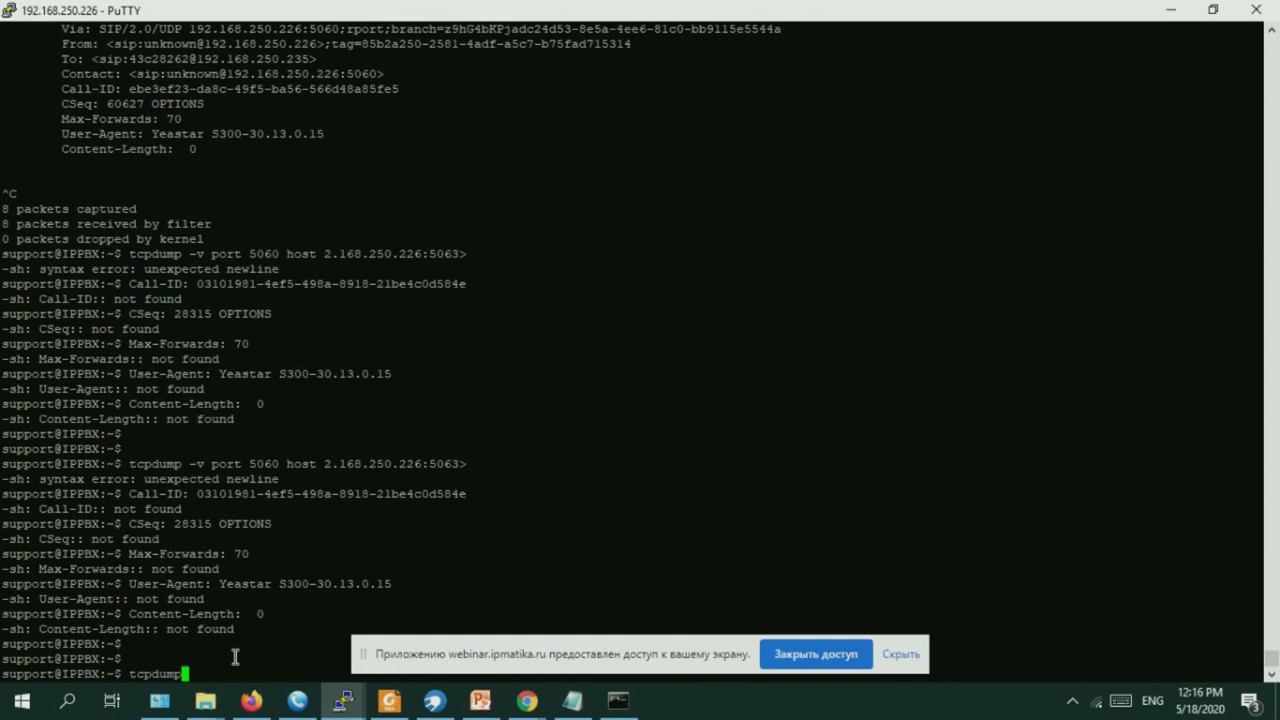 192.168.250.226 - PuTTY
Via: SIP/2.0/UDP 192.168.250.226:5060;rport;branch=z9hG4bKPjadc24d53-8e5a-4ee6-81c0-bb9115e5544a
From: <sip:unknown@192.168.250.226>;tag=85b2a250-2581-4adf-a5c7-b75fad715314
To: <sip:43c28262@192.168.250.235>
Contact: <sip:unknown@192.168.250.226:5060>
Call-ID: ebe3ef23-da8c-49f5-ba56-566d48a85fe5
CSeq: 60627 OPTIONS
Max-Forwards: 70
User-Agent: Yeastar S300-30.13.0.15
Content-Length:  0
^C
8 packets captured
8 packets received by filter
0 packets dropped by kernel
support@IPPBX:~$ tcpdump -v port 5060 host 2.168.250.226:5063>
-sh: syntax error: unexpected newline
support@IPPBX:~$ Call-ID: 03101981-4ef5-498a-8918-21be4c0d584e
-sh: Call-ID:: not found
support@IPPBX:~$ CSeq: 28315 OPTIONS
-sh: CSeq:: not found
support@IPPBX:~$ Max-Forwards: 70
-sh: Max-Forwards:: not found
support@IPPBX:~$ User-Agent: Yeastar S300-30.13.0.15
-sh: User-Agent:: not found
support@IPPBX:~$ Content-Length:  0
-sh: Content-Length:: not found
support@IPPBX:~$
support@IPPBX:~$
support@IPPBX:~$ tcpdump -v port 5060 host 2.168.250.226:5063>
-sh: syntax error: unexpected newline
support@IPPBX:~$ Call-ID: 03101981-4ef5-498a-8918-21be4c0d584e
-sh: Call-ID:: not found
support@IPPBX:~$ CSeq: 28315 OPTIONS
-sh: CSeq:: not found
support@IPPBX:~$ Max-Forwards: 70
-sh: Max-Forwards:: not found
support@IPPBX:~$ User-Agent: Yeastar S300-30.13.0.15
-sh: User-Agent:: not found
support@IPPBX:~$ Content-Length:  0
-sh: Content-Length:: not found
support@IPPBX:~$
support@IPPBX:~$
support@IPPBX:~$ tcpdump
Приложению webinar.ipmatika.ru предоставлен доступ к вашему экрану. Закрыть доступ Скрыть
ENG
12:16 PM
5/18/2020
3